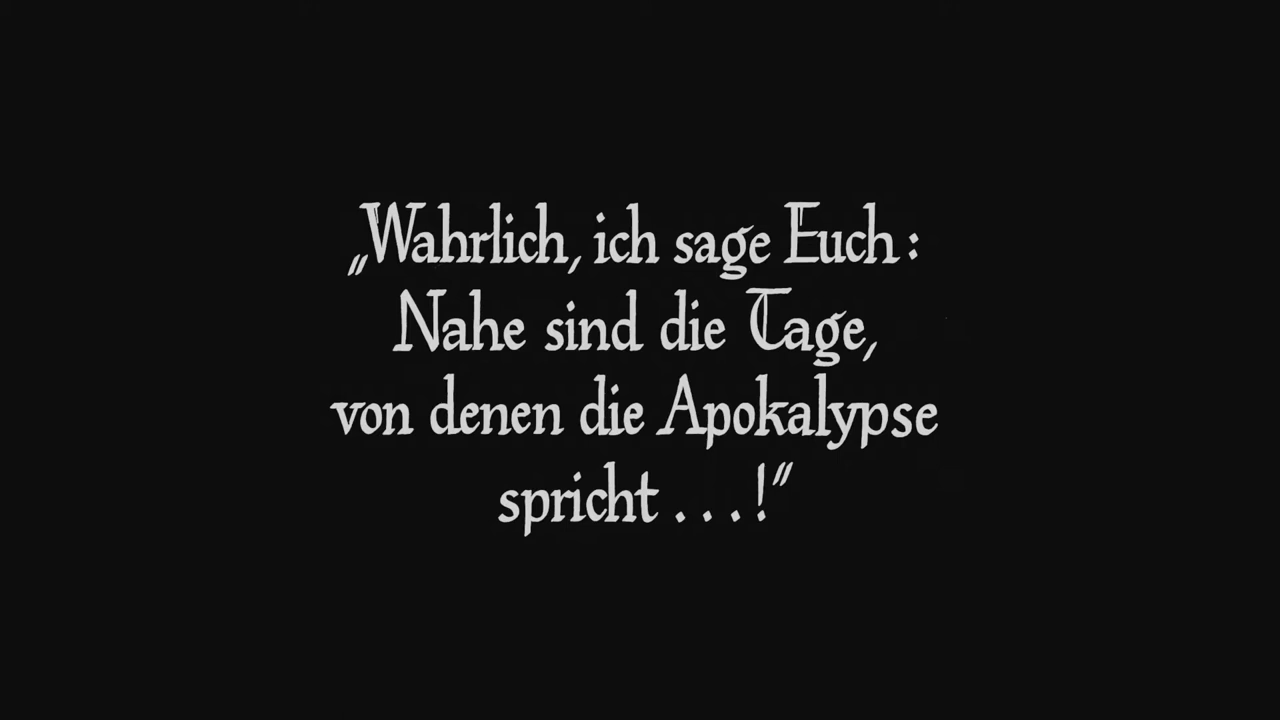 „Wahrlich, ich sage Euch:
Nahe sind die Tage,
von denen die Apokalypse
spricht . . . !”